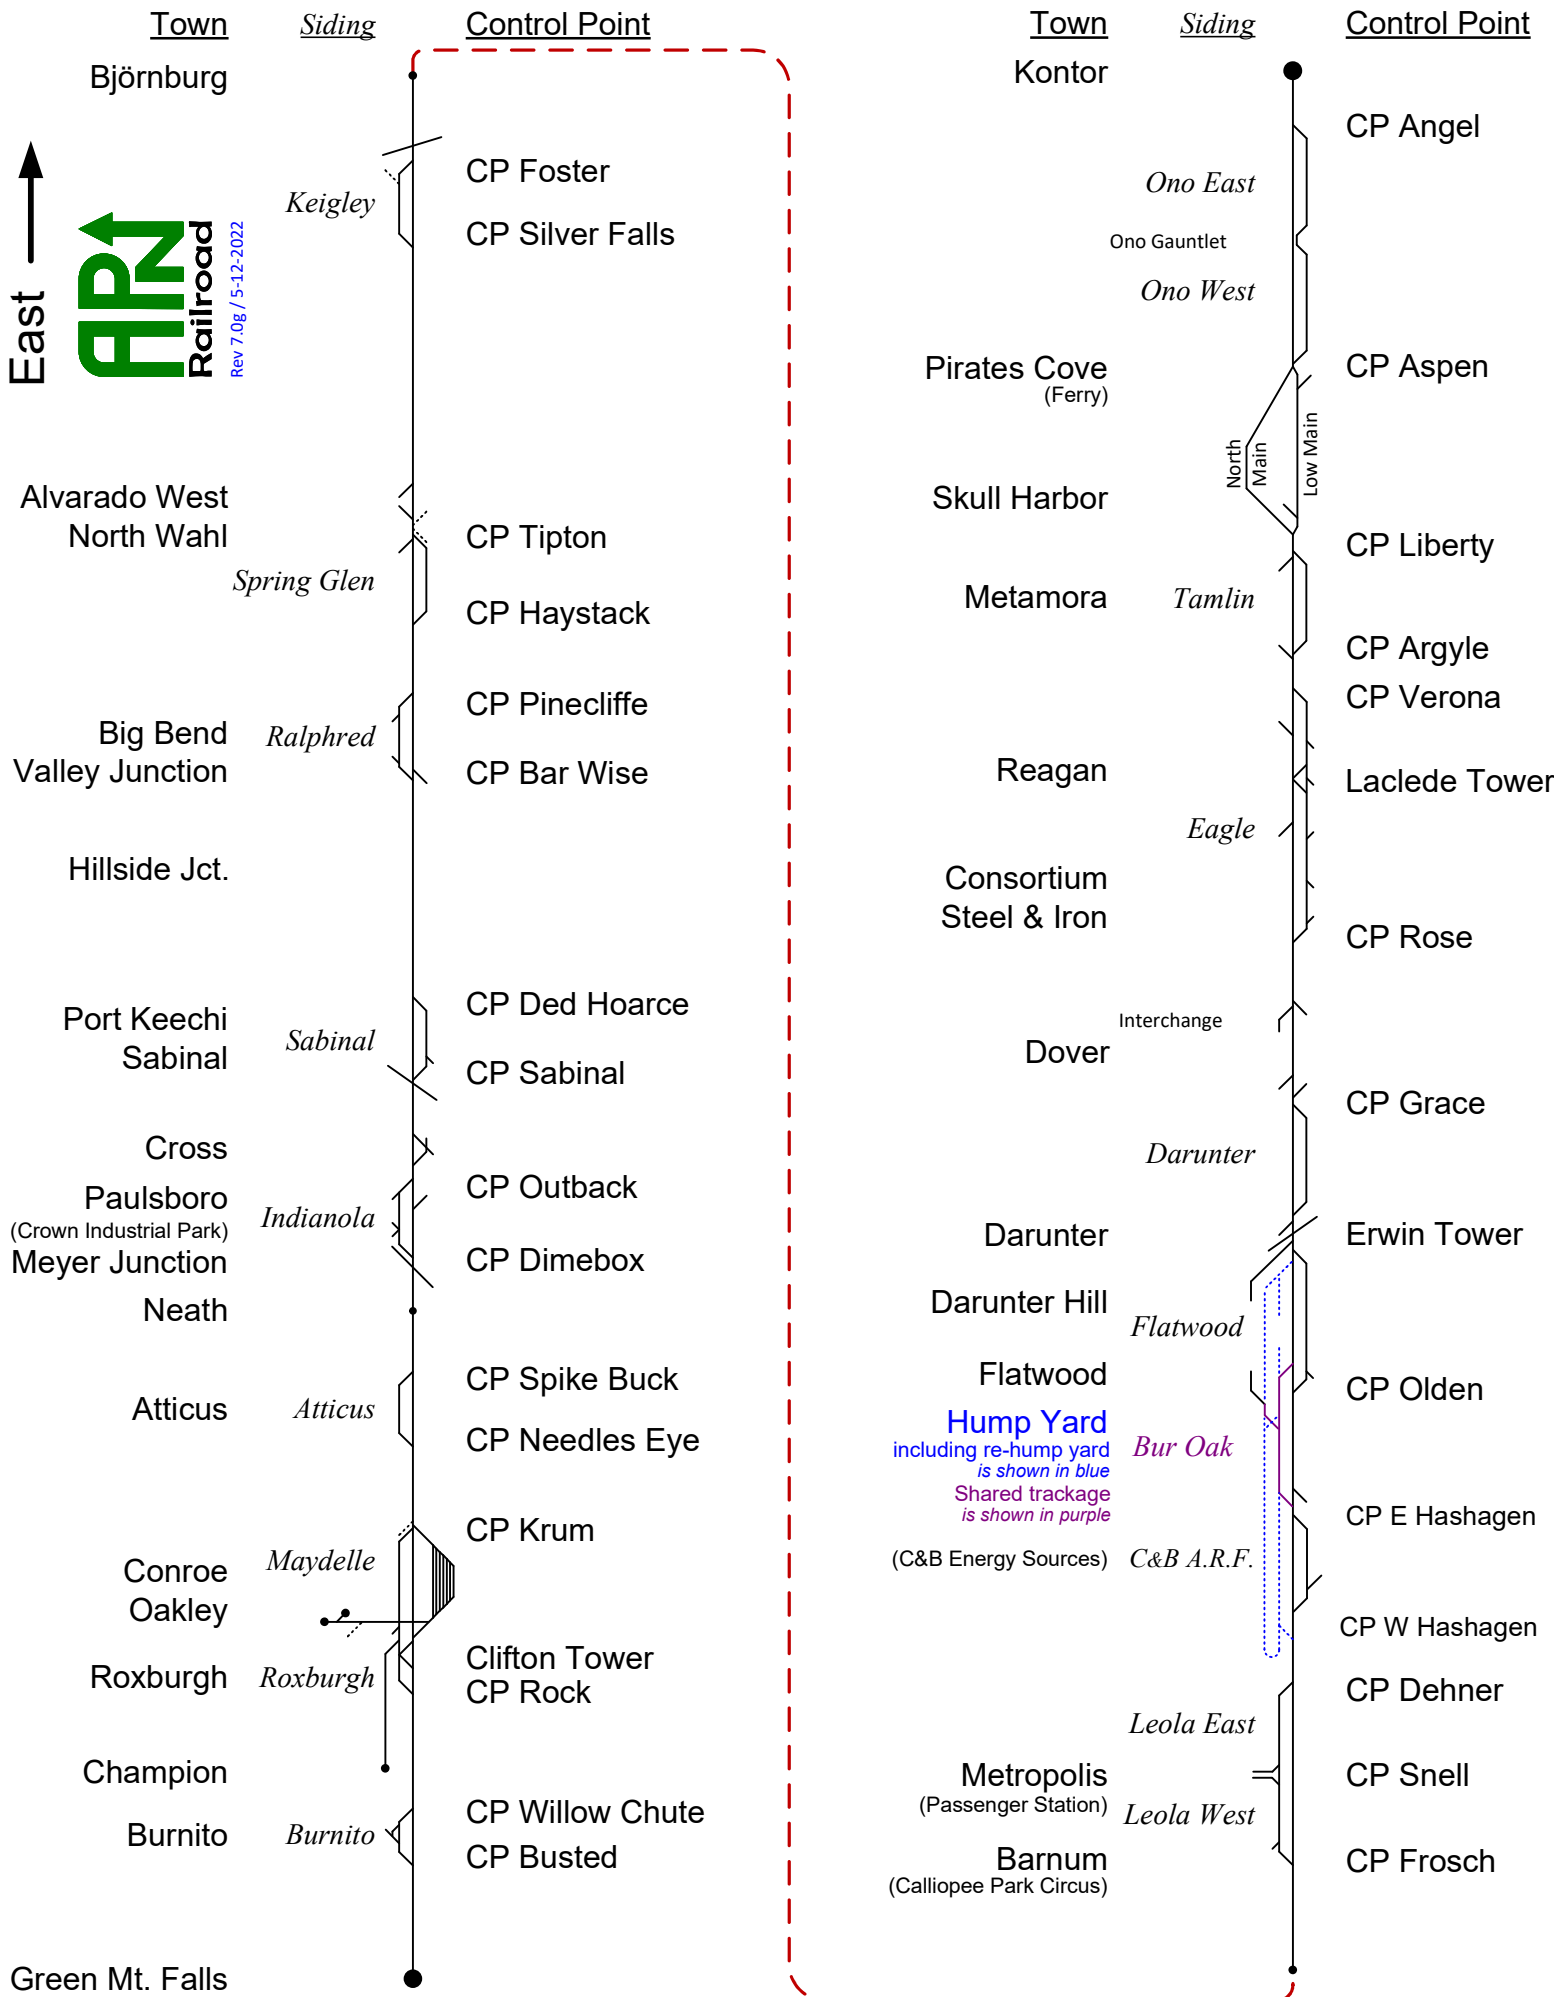 Town Siding Control Point
Björnburg
CP Foster
Keigley
CP Silver Falls
East
APN
Railroad
Rev 7.0g / 5-12-2022
Alvarado West
North Wahl
CP Tipton
Spring Glen
CP Haystack
CP Pinecliffe
Big Bend
Ralphred
Valley Junction
CP Bar Wise
Hillside Jct.
CP Ded Hoarce
Port Keechi
Sabinal
Sabinal
CP Sabinal
Cross
CP Outback
Paulsboro
(Crown Industrial Park)
Indianola
Meyer Junction
CP Dimebox
Neath
CP Spike Buck
Atticus
Atticus
CP Needles Eye
CP Krum
Maydelle
Conroe
Oakley
Clifton Tower
Roxburgh
Roxburgh
CP Rock
Champion
CP Willow Chute
Burnito
Burnito
CP Busted
Green Mt. Falls
Town Siding Control Point
Kontor
CP Angel
Ono East
Ono Gauntlet
Ono West
Pirates Cove
(Ferry)
CP Aspen
North
Main
Low Main
Skull Harbor
CP Liberty
Metamora
Tamlin
CP Argyle
CP Verona
Reagan
Laclede Tower
Eagle
Consortium
Steel & Iron
CP Rose
Interchange
Dover
CP Grace
Darunter
Darunter
Erwin Tower
Darunter Hill
Flatwood
Flatwood
CP Olden
Hump Yard
including re-hump yard
is shown in blue
Bur Oak
Shared trackage
is shown in purple
CP E Hashagen
(C&B Energy Sources)
C&B A.R.F.
CP W Hashagen
CP Dehner
Leola East
Metropolis
(Passenger Station)
CP Snell
Leola West
Barnum
(Calliopee Park Circus)
CP Frosch